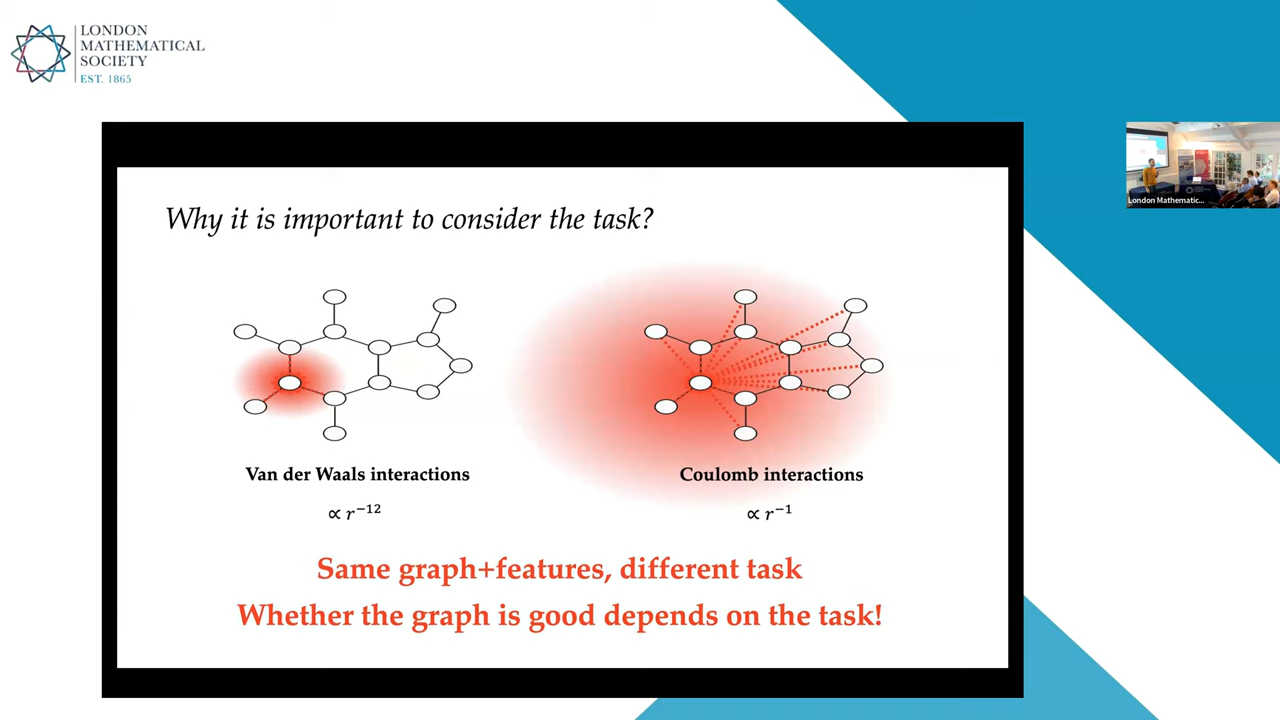 LONDON
MATHEMATICAL
SOCIETY
EST. 1865
London Mathematic...
Why it is important to consider the task?
Van der Waals interactions
∝ r⁻¹²
Coulomb interactions
∝ r⁻¹
Same graph+features, different task
Whether the graph is good depends on the task!